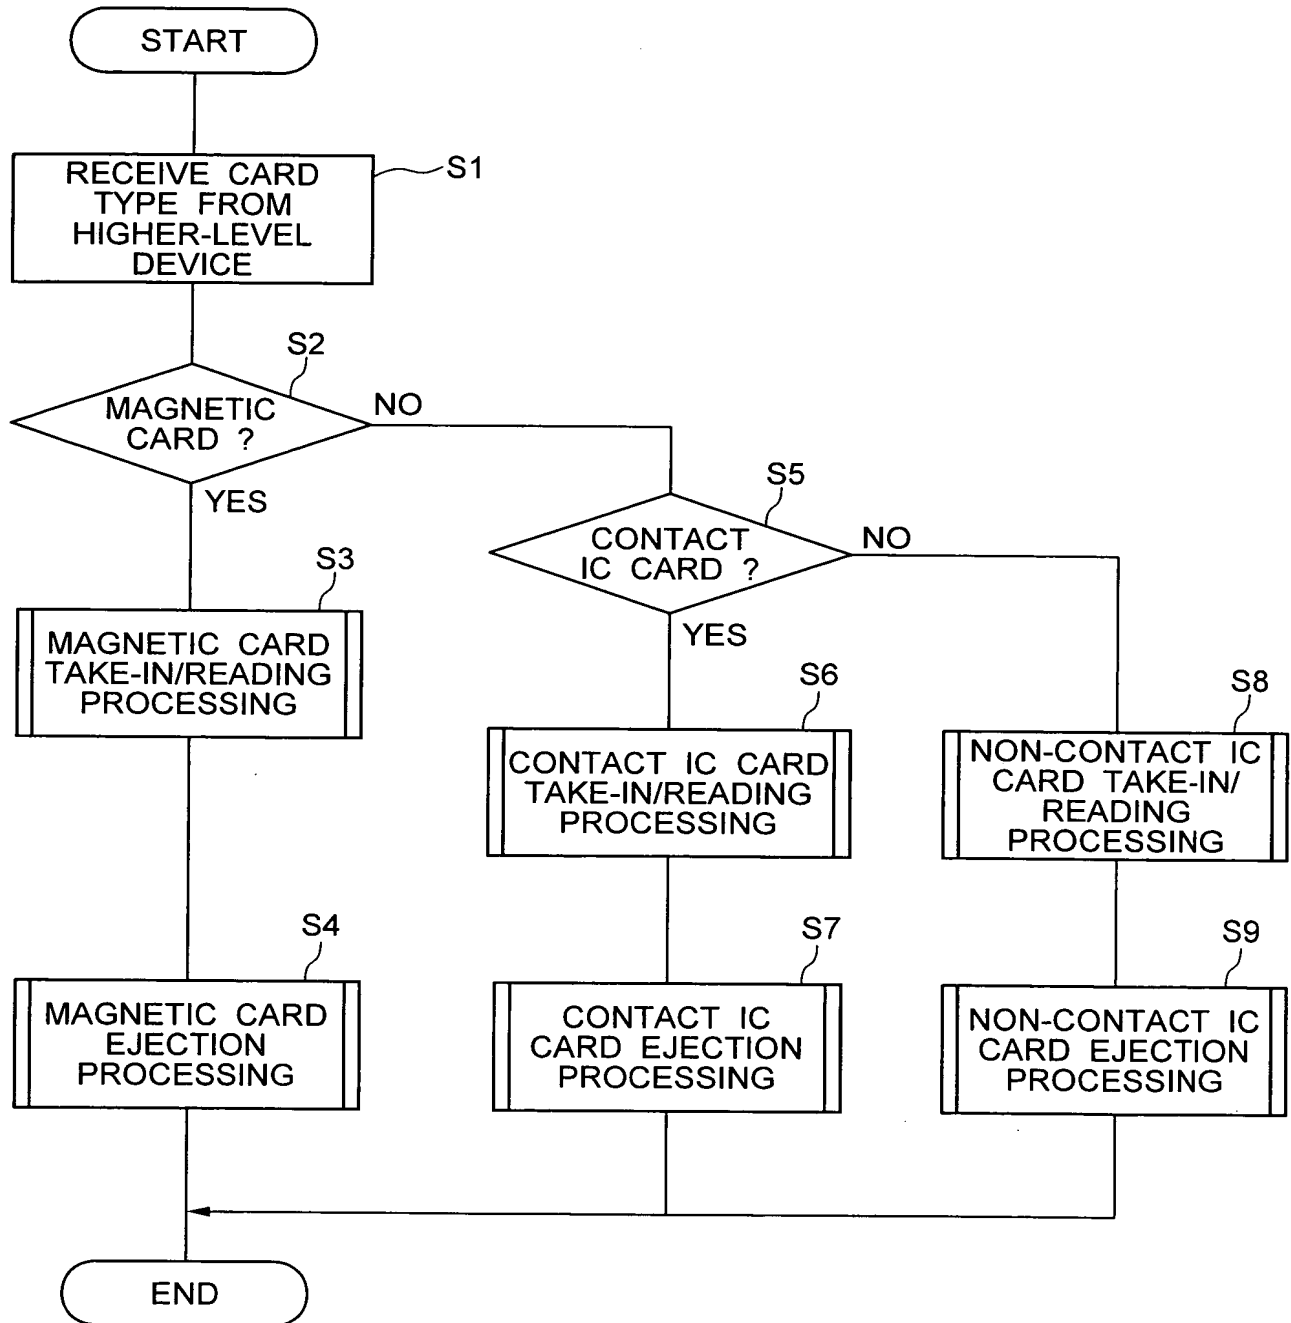 START
RECEIVE CARD
TYPE FROM
HIGHER-LEVEL
DEVICE
S1
S2
MAGNETIC
CARD ?
NO
YES
S3
MAGNETIC CARD
TAKE-IN/READING
PROCESSING
S4
MAGNETIC CARD
EJECTION
PROCESSING
S5
CONTACT
IC CARD ?
NO
YES
S6
CONTACT IC CARD
TAKE-IN/READING
PROCESSING
S7
CONTACT IC
CARD EJECTION
PROCESSING
S8
NON-CONTACT IC
CARD TAKE-IN/
READING
PROCESSING
S9
NON-CONTACT IC
CARD EJECTION
PROCESSING
END